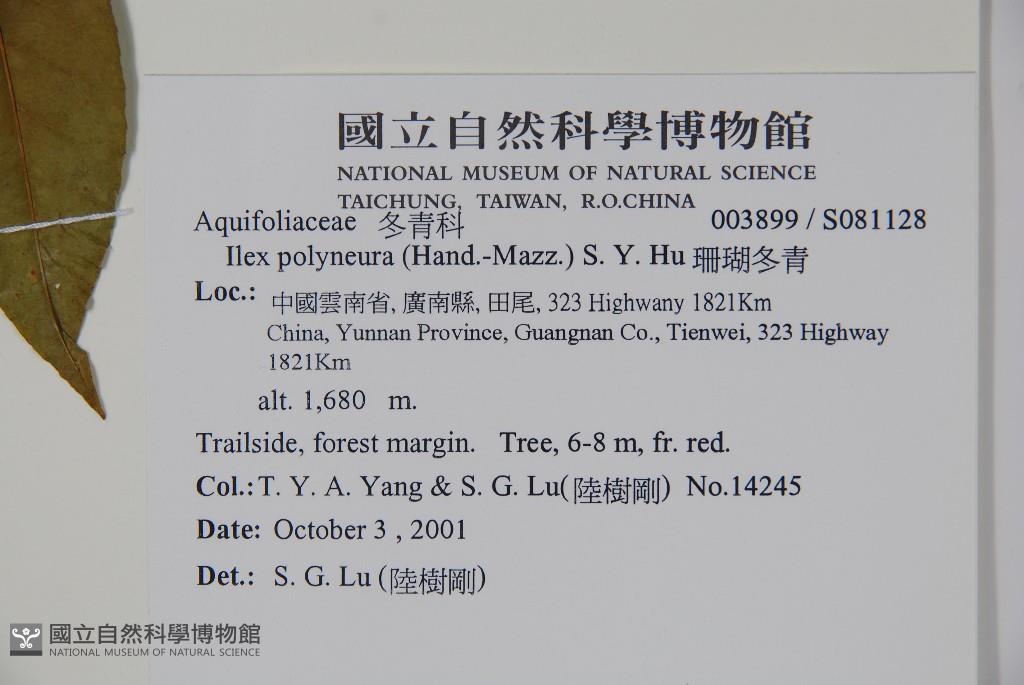 國立自然科學博物館
NATIONAL MUSEUM OF NATURAL SCIENCE
TAICHUNG, TAIWAN, R.O.CHINA
Aquifoliaceae 冬青科 003899 / S081128
Ilex polyneura (Hand.-Mazz.) S. Y. Hu 珊瑚冬青
Loc.: 中國雲南省, 廣南縣, 田尾, 323 Highwany 1821Km
China, Yunnan Province, Guangnan Co., Tienwei, 323 Highway
1821Km
alt. 1,680 m.
Trailside, forest margin. Tree, 6-8 m, fr. red.
Col.: T. Y. A. Yang & S. G. Lu(陸樹剛) No.14245
Date: October 3 , 2001
Det.: S. G. Lu (陸樹剛)
國立自然科學博物館
NATIONAL MUSEUM OF NATURAL SCIENCE